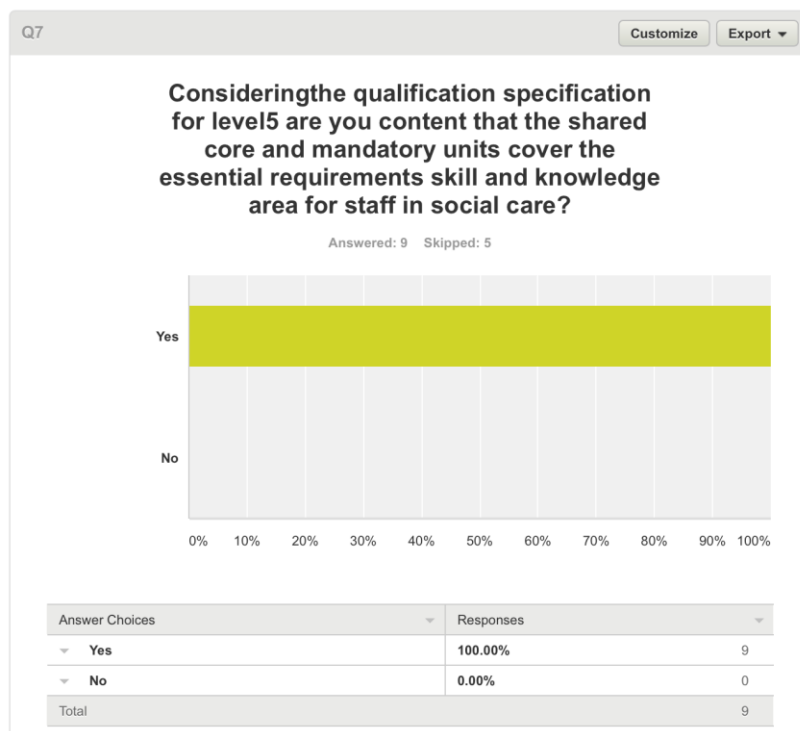 Q7
Customize
Export
Consideringthe qualification specification
for level5 are you content that the shared
core and mandatory units cover the
essential requirements skill and knowledge
area for staff in social care?
Answered: 9 Skipped: 5
Yes
No
0% 10% 20% 30% 40% 50% 60% 70% 80% 90% 100%
Answer Choices Responses
Yes 100.00% 9
No 0.00% 0
Total 9